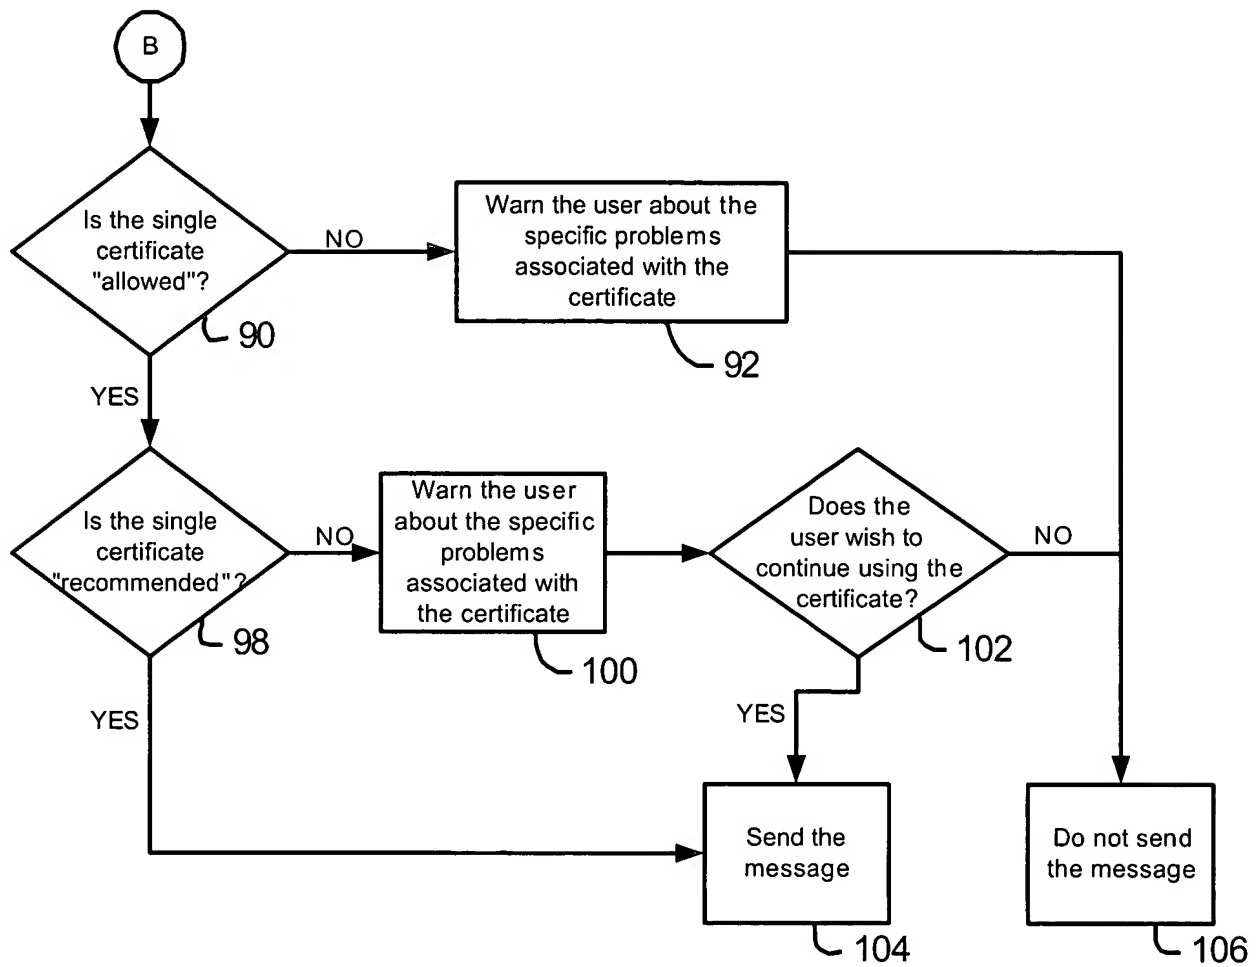 B
Is the single
certificate
"allowed"?
90
NO
Warn the user about the
specific problems
associated with the
certificate
92
YES
Is the single
certificate
"recommended"?
98
NO
Warn the user
about the specific
problems
associated with
the certificate
100
Does the
user wish to
continue using the
certificate?
102
NO
YES
YES
Send the
message
104
Do not send
the message
106